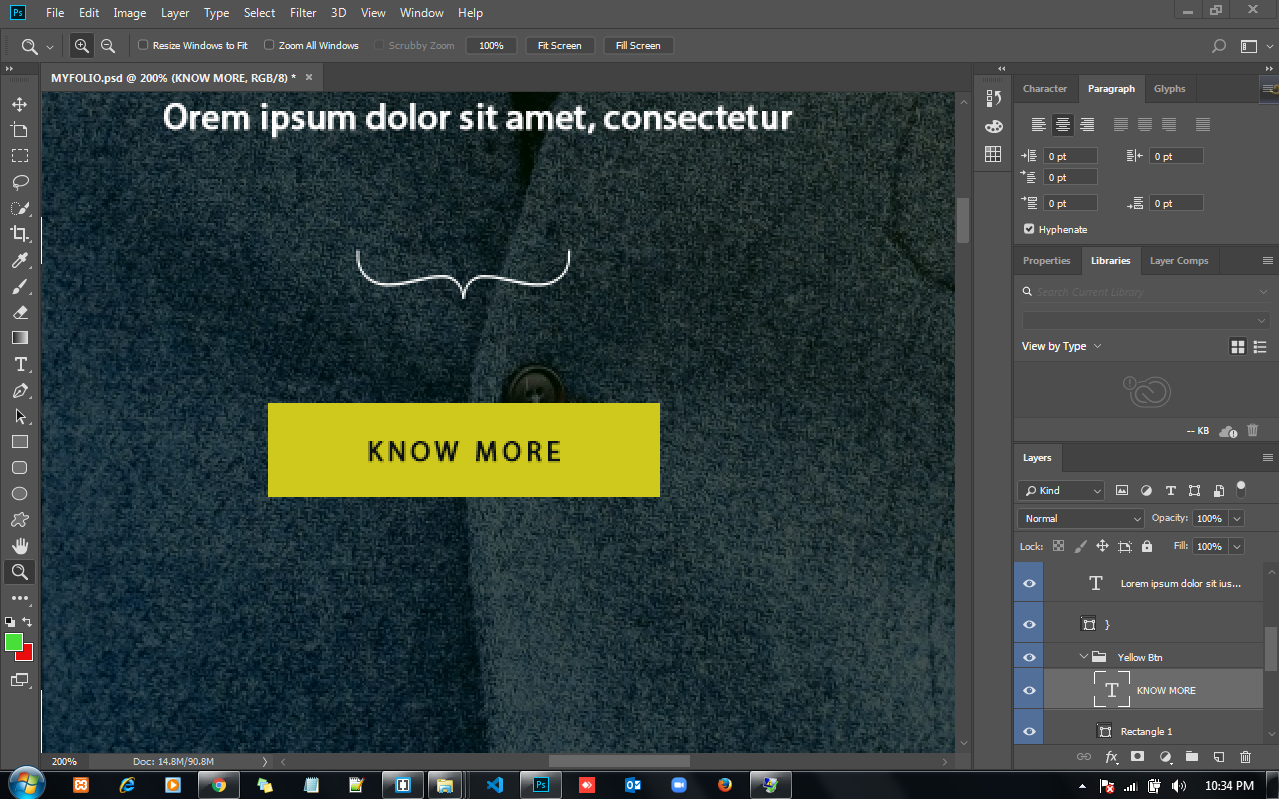 Ps File Edit Image Layer Type Select Filter 3D View Window Help
Resize Windows to Fit Zoom All Windows Scrubby Zoom 100% Fit Screen Fill Screen
MYFOLIO.psd @ 200% (KNOW MORE, RGB/8) * ×
Orem ipsum dolor sit amet, consectetur
}
KNOW MORE
200% Doc: 14.8M/90.8M
Character Paragraph Glyphs
0 pt 0 pt
0 pt
0 pt 0 pt
Hyphenate
Properties Libraries Layer Comps
Search Current Library
View by Type
-- KB
Layers
Kind
Normal Opacity: 100%
Lock: Fill: 100%
T Lorem ipsum dolor sit ius...
}
Yellow Btn
T KNOW MORE
Rectangle 1
fx
Ps 10:34 PM